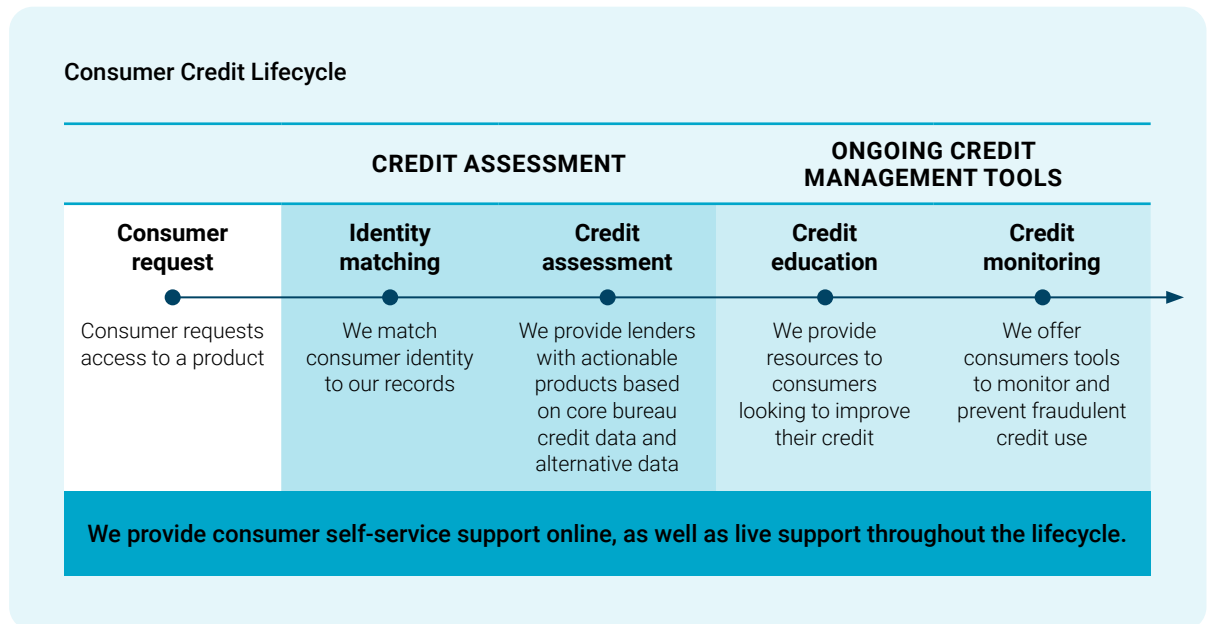 Consumer Credit Lifecycle
CREDIT ASSESSMENT
ONGOING CREDIT
MANAGEMENT TOOLS
Consumer
request
Consumer requests
access to a product
Identity
matching
We match
consumer identity
to our records
Credit
assessment
We provide lenders
with actionable
products based
on core bureau
credit data and
alternative data
Credit
education
We provide
resources to
consumers
looking to improve
their credit
Credit
monitoring
We offer
consumers tools
to monitor and
prevent fraudulent
credit use
We provide consumer self-service support online, as well as live support throughout the lifecycle.